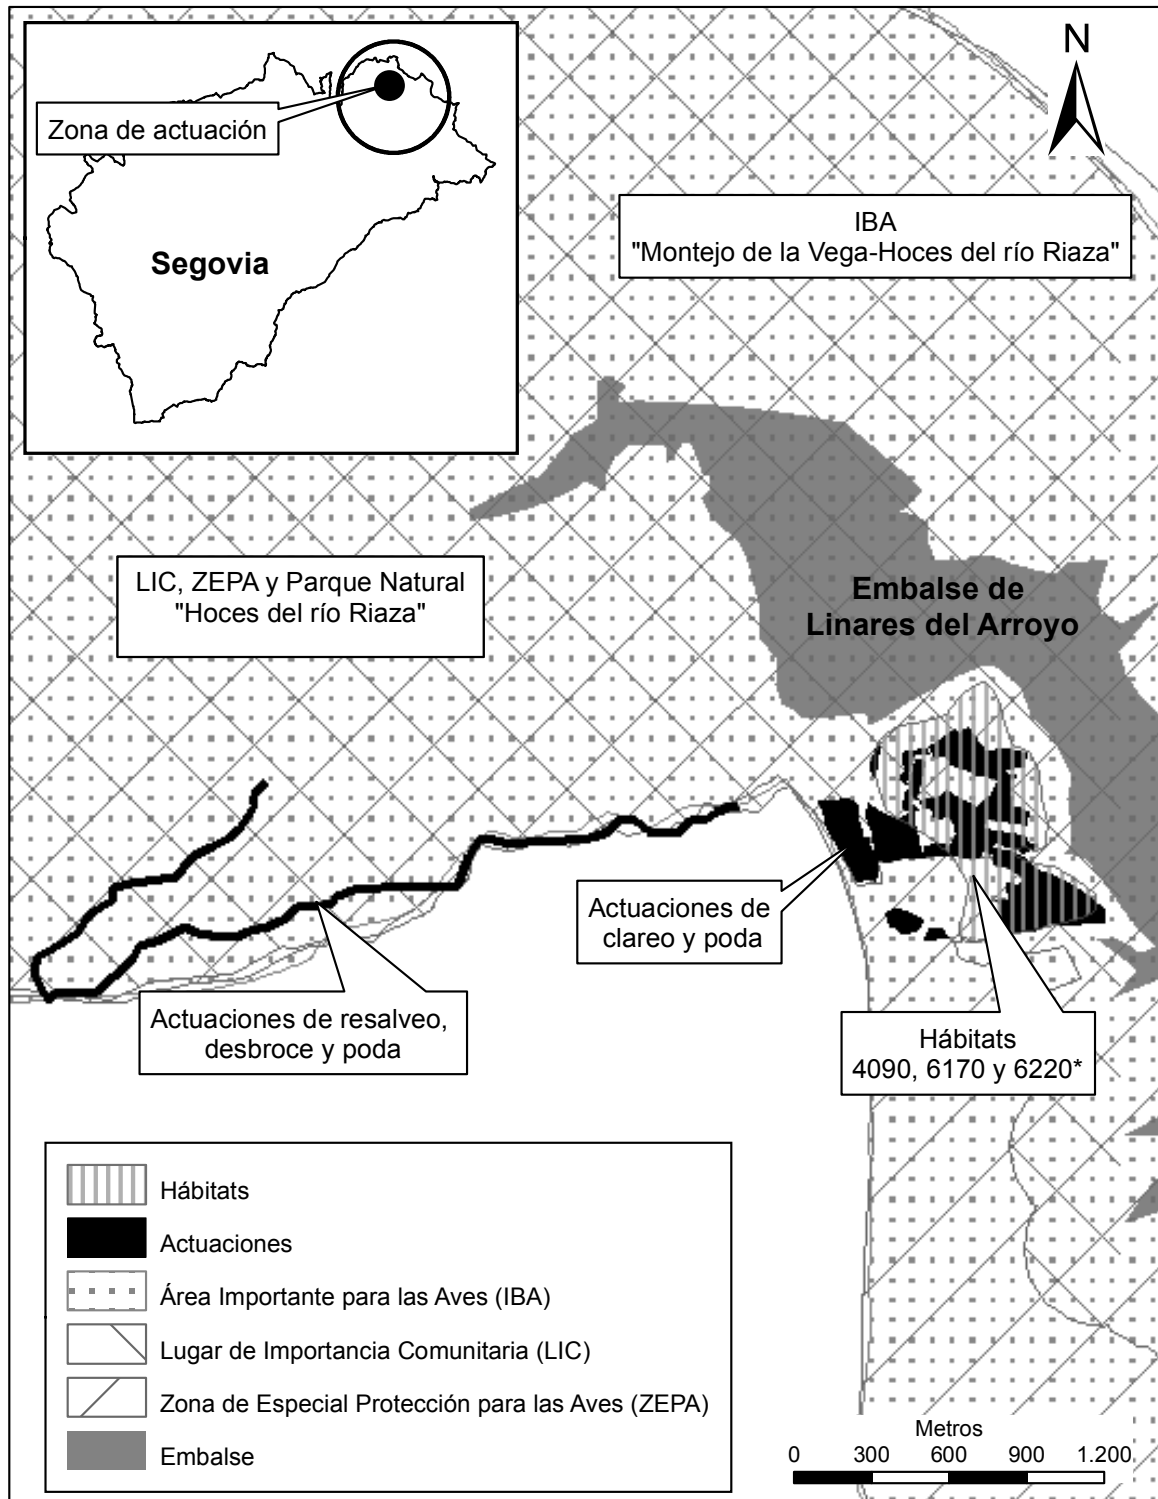 Zona de actuación
Segovia
N
IBA
"Montejo de la Vega-Hoces del río Riaza"
LIC, ZEPA y Parque Natural
"Hoces del río Riaza"
Embalse de
Linares del Arroyo
Actuaciones de
clareo y poda
Actuaciones de resalveo,
desbroce y poda
Hábitats
4090, 6170 y 6220*
Hábitats
Actuaciones
Área Importante para las Aves (IBA)
Lugar de Importancia Comunitaria (LIC)
Zona de Especial Protección para las Aves (ZEPA)
Embalse
Metros
0 300 600 900 1.200